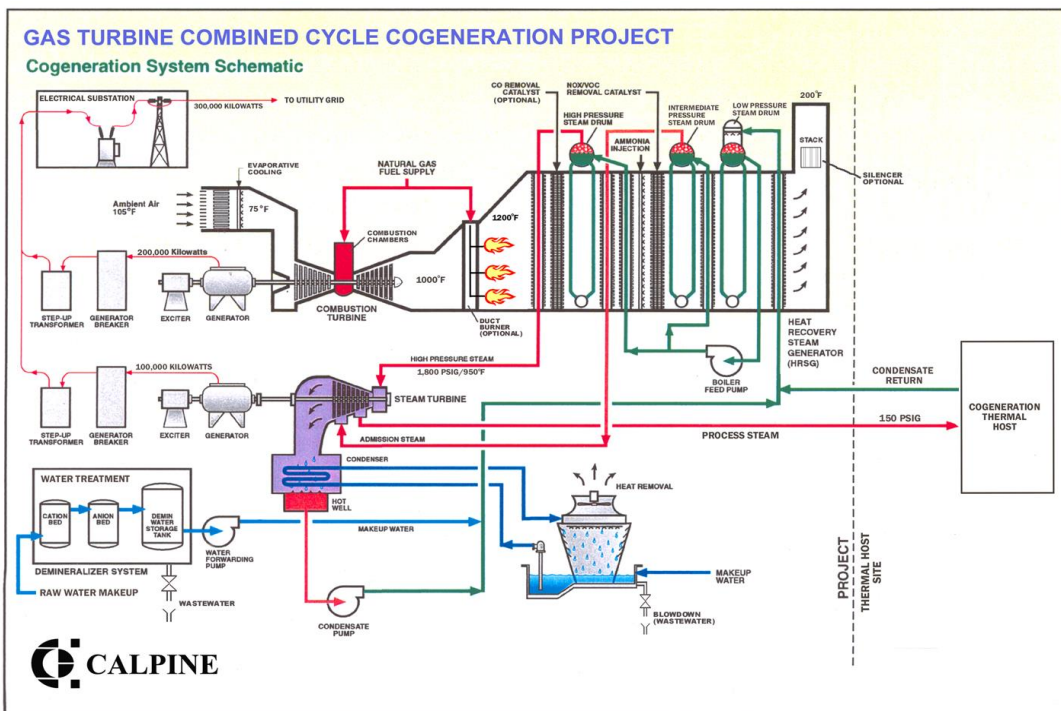 GAS TURBINE COMBINED CYCLE COGENERATION PROJECT
Cogeneration System Schematic
ELECTRICAL SUBSTATION
300,000 KILOWATTS
TO UTILITY GRID
CO REMOVAL
CATALYST
(OPTIONAL)
NOX/VOC
REMOVAL CATALYST
HIGH PRESSURE
STEAM DRUM
AMMONIA
INJECTION
INTERMEDIATE
PRESSURE
STEAM DRUM
LOW PRESSURE
STEAM DRUM
200°F
STACK
SILENCER
OPTIONAL
EVAPORATIVE
COOLING
NATURAL GAS
FUEL SUPPLY
Ambient Air
105°F
75°F
COMBUSTION
CHAMBERS
1200°F
1000°F
200,000 Kilowatts
STEP-UP
TRANSFORMER
GENERATOR
BREAKER
EXCITER
GENERATOR
COMBUSTION
TURBINE
DUCT
BURNER
(OPTIONAL)
HEAT
RECOVERY
STEAM
GENERATOR
(HRSG)
BOILER
FEED PUMP
HIGH PRESSURE STEAM
1,800 PSIG/950°F
100,000 KILOWATTS
STEAM TURBINE
CONDENSATE
RETURN
COGENERATION
THERMAL
HOST
150 PSIG
PROCESS STEAM
ADMISSION STEAM
STEP-UP
TRANSFORMER
GENERATOR
BREAKER
EXCITER
GENERATOR
CONDENSER
HOT
WELL
HEAT REMOVAL
WATER TREATMENT
CATION
BED
ANION
BED
DEMIN
WATER
STORAGE
TANK
WATER
FORWARDING
PUMP
MAKEUP WATER
DEMINERALIZER SYSTEM
RAW WATER MAKEUP
WASTEWATER
CONDENSATE
PUMP
MAKEUP
WATER
BLOWDOWN
(WASTEWATER)
PROJECT
THERMAL HOST
SITE
CALPINE